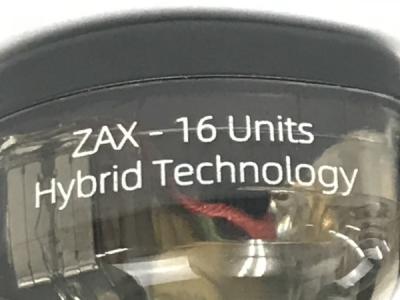 ZAX - 16 Units
Hybrid Technology